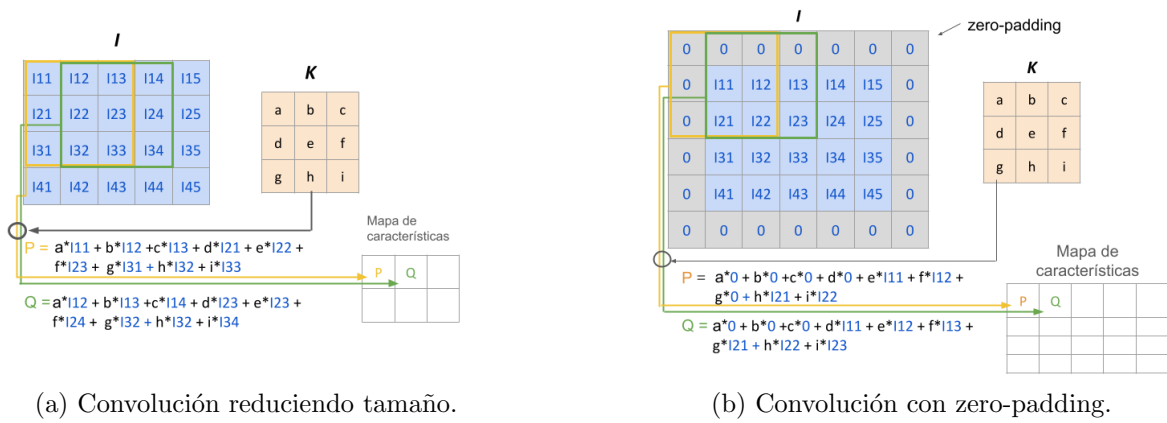 I
I11 I12 I13 I14 I15
I21 I22 I23 I24 I25
I31 I32 I33 I34 I35
I41 I42 I43 I44 I45
K
a b c
d e f
g h i
P = a*I11 + b*I12 +c*I13 + d*I21 + e*I22 +
f*I23 + g*I31 + h*I32 + i*I33
Q =a*I12 + b*I13 +c*I14 + d*I23 + e*I23 +
f*I24 + g*I32 + h*I32 + i*I34
Mapa de
características
P Q
(a) Convolución reduciendo tamaño.
I
zero-padding
0 0 0 0 0 0 0
0 I11 I12 I13 I14 I15 0
0 I21 I22 I23 I24 I25 0
0 I31 I32 I33 I34 I35 0
0 I41 I42 I43 I44 I45 0
0 0 0 0 0 0 0
K
a b c
d e f
g h i
P = a*0 + b*0 +c*0 + d*0 + e*I11 + f*I12 +
g*0 + h*I21 + i*I22
Q = a*0 + b*0 +c*0 + d*I11 + e*I12 + f*I13 +
g*I21 + h*I22 + i*I23
Mapa de
características
P Q
(b) Convolución con zero-padding.